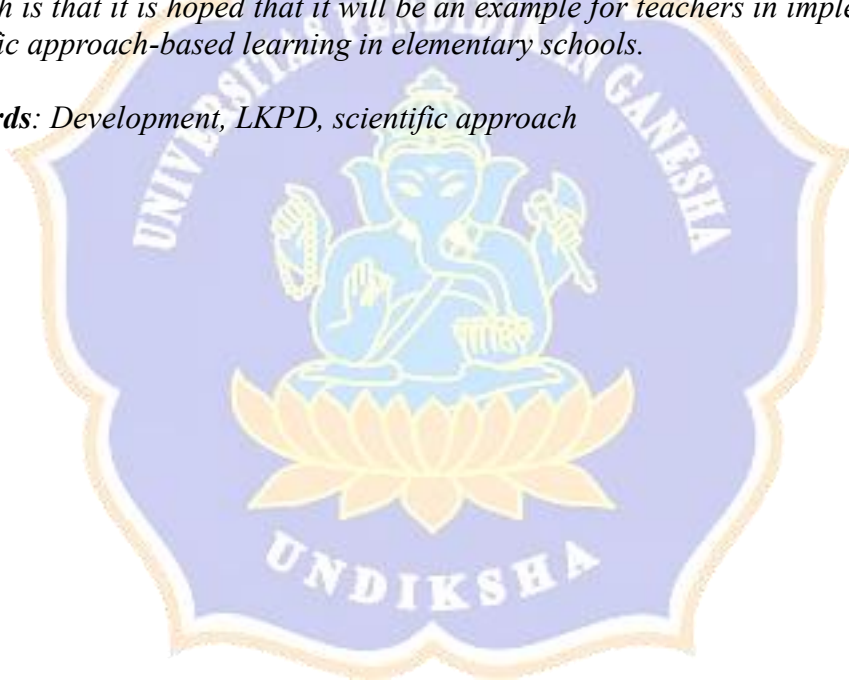 h is that it is hoped that it will be an example for teachers in imple
fic approach-based learning in elementary schools.
rds: Development, LKPD, scientific approach
UNIVERSITAS PENDIDIKAN GANESHA
UNDIKSHA